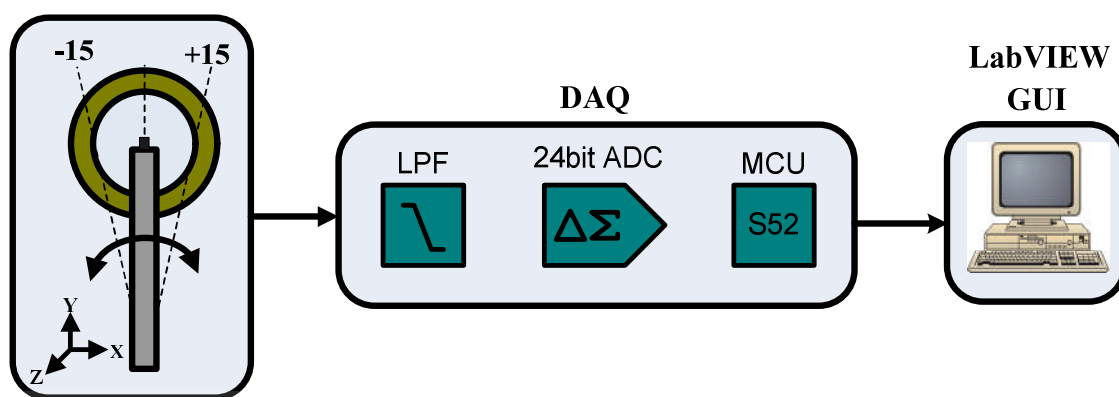 -15
+15
Y
X
Z
DAQ
LPF
24bit ADC
ΔΣ
MCU
S52
LabVIEW
GUI